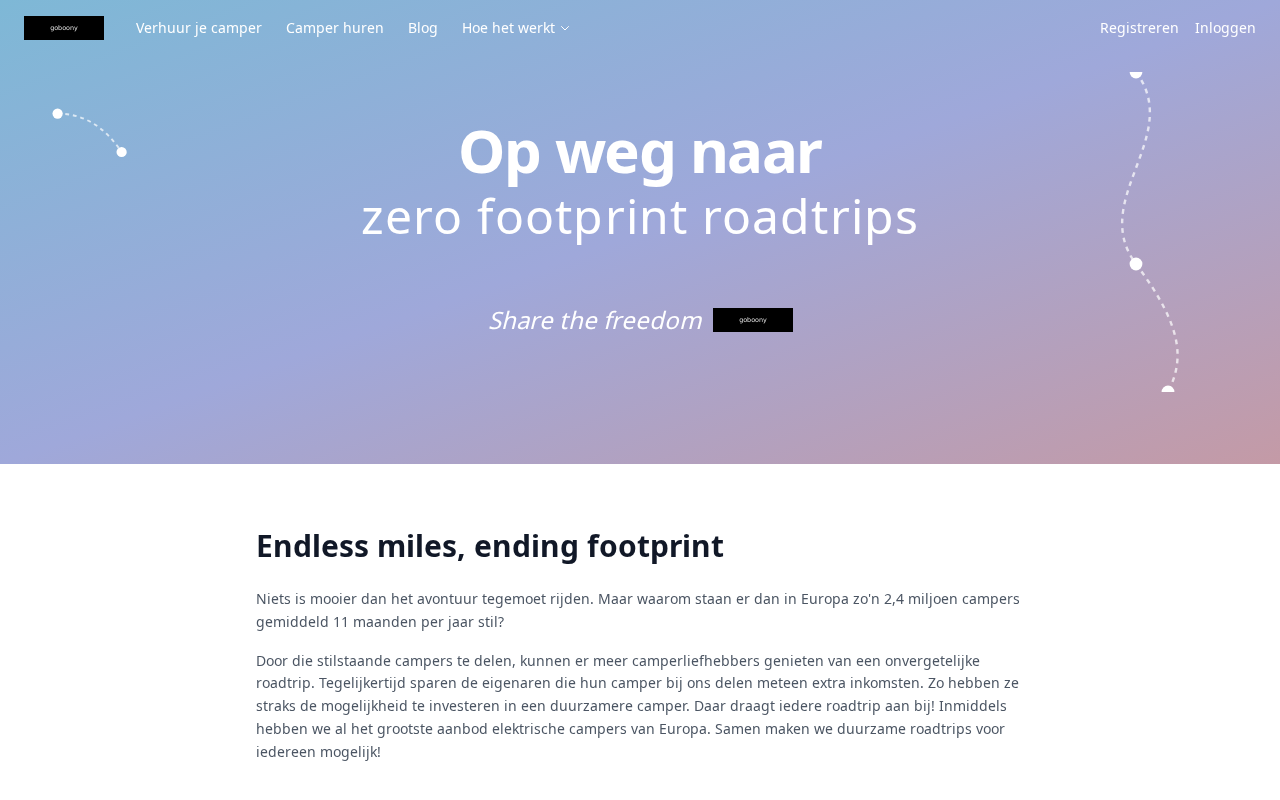 goboony
Verhuur je camper
Camper huren
Blog
Hoe het werkt
Registreren
Inloggen
Op weg naar
zero footprint roadtrips
Share the freedom
goboony
Endless miles, ending footprint
Niets is mooier dan het avontuur tegemoet rijden. Maar waarom staan er dan in Europa zo'n 2,4 miljoen campers
gemiddeld 11 maanden per jaar stil?
Door die stilstaande campers te delen, kunnen er meer camperliefhebbers genieten van een onvergetelijke
roadtrip. Tegelijkertijd sparen de eigenaren die hun camper bij ons delen meteen extra inkomsten. Zo hebben ze
straks de mogelijkheid te investeren in een duurzamere camper. Daar draagt iedere roadtrip aan bij! Inmiddels
hebben we al het grootste aanbod elektrische campers van Europa. Samen maken we duurzame roadtrips voor
iedereen mogelijk!